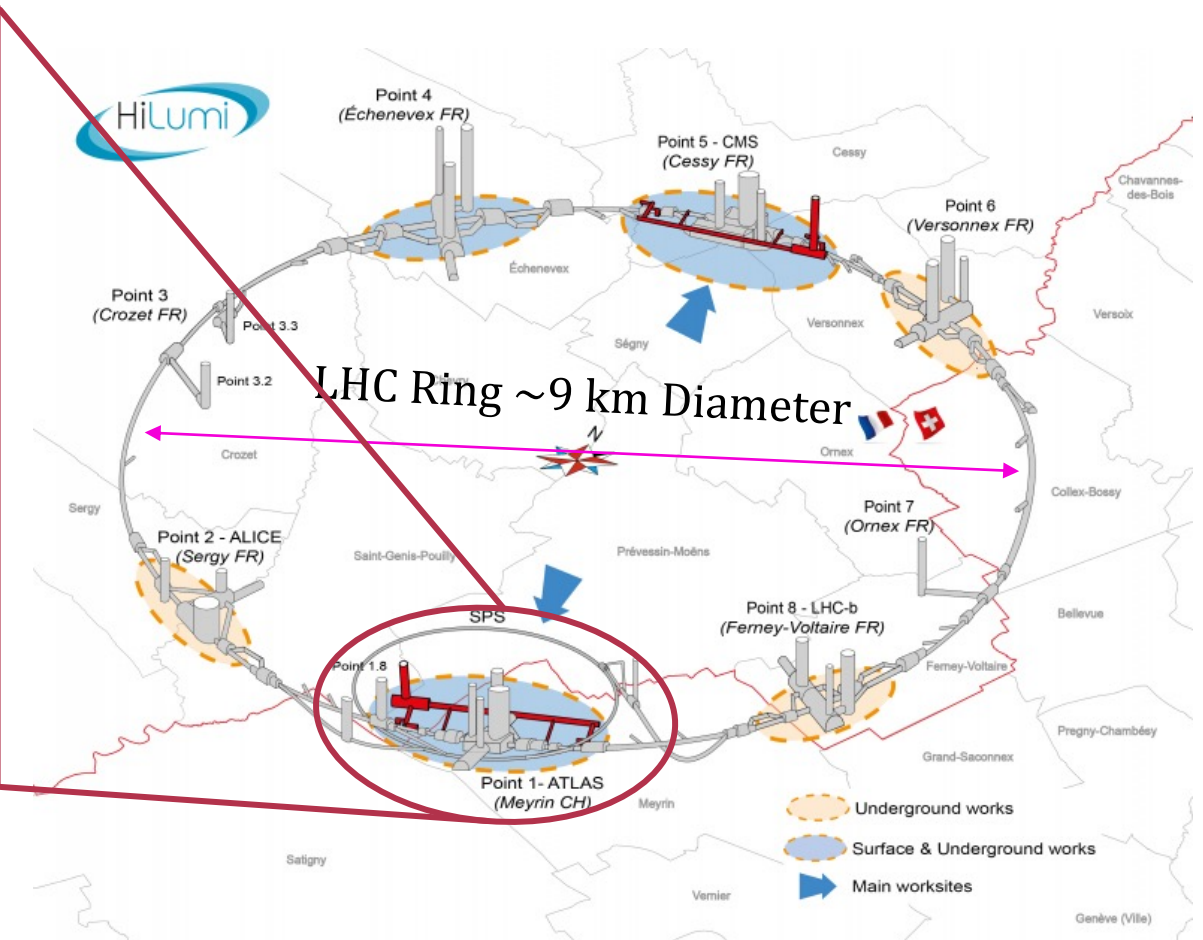 HiLumi
Point 4
(Échenevex FR)
Point 5 - CMS
(Cessy FR)
Cessy
Chavannes-
des-Bois
Point 6
(Versonnex FR)
Échenevex
Point 3
(Crozet FR)
Point 3.3
Versonnex
Versoix
Ségny
Point 3.2
LHC Ring ~9 km Diameter
N
Crozet
Ornex
Collex-Bossy
Sergy
Point 7
(Ornex FR)
Point 2 - ALICE
(Sergy FR)
Saint-Genis-Pouilly
Prévessin-Moëns
Point 8 - LHC-b
(Ferney-Voltaire FR)
Bellevue
SPS
Point 1.8
Ferney-Voltaire
Pregny-Chambésy
Grand-Saconnex
Point 1- ATLAS
(Meyrin CH)
Meyrin
Underground works
Surface & Underground works
Satigny
Main worksites
Vernier
Genève (Ville)